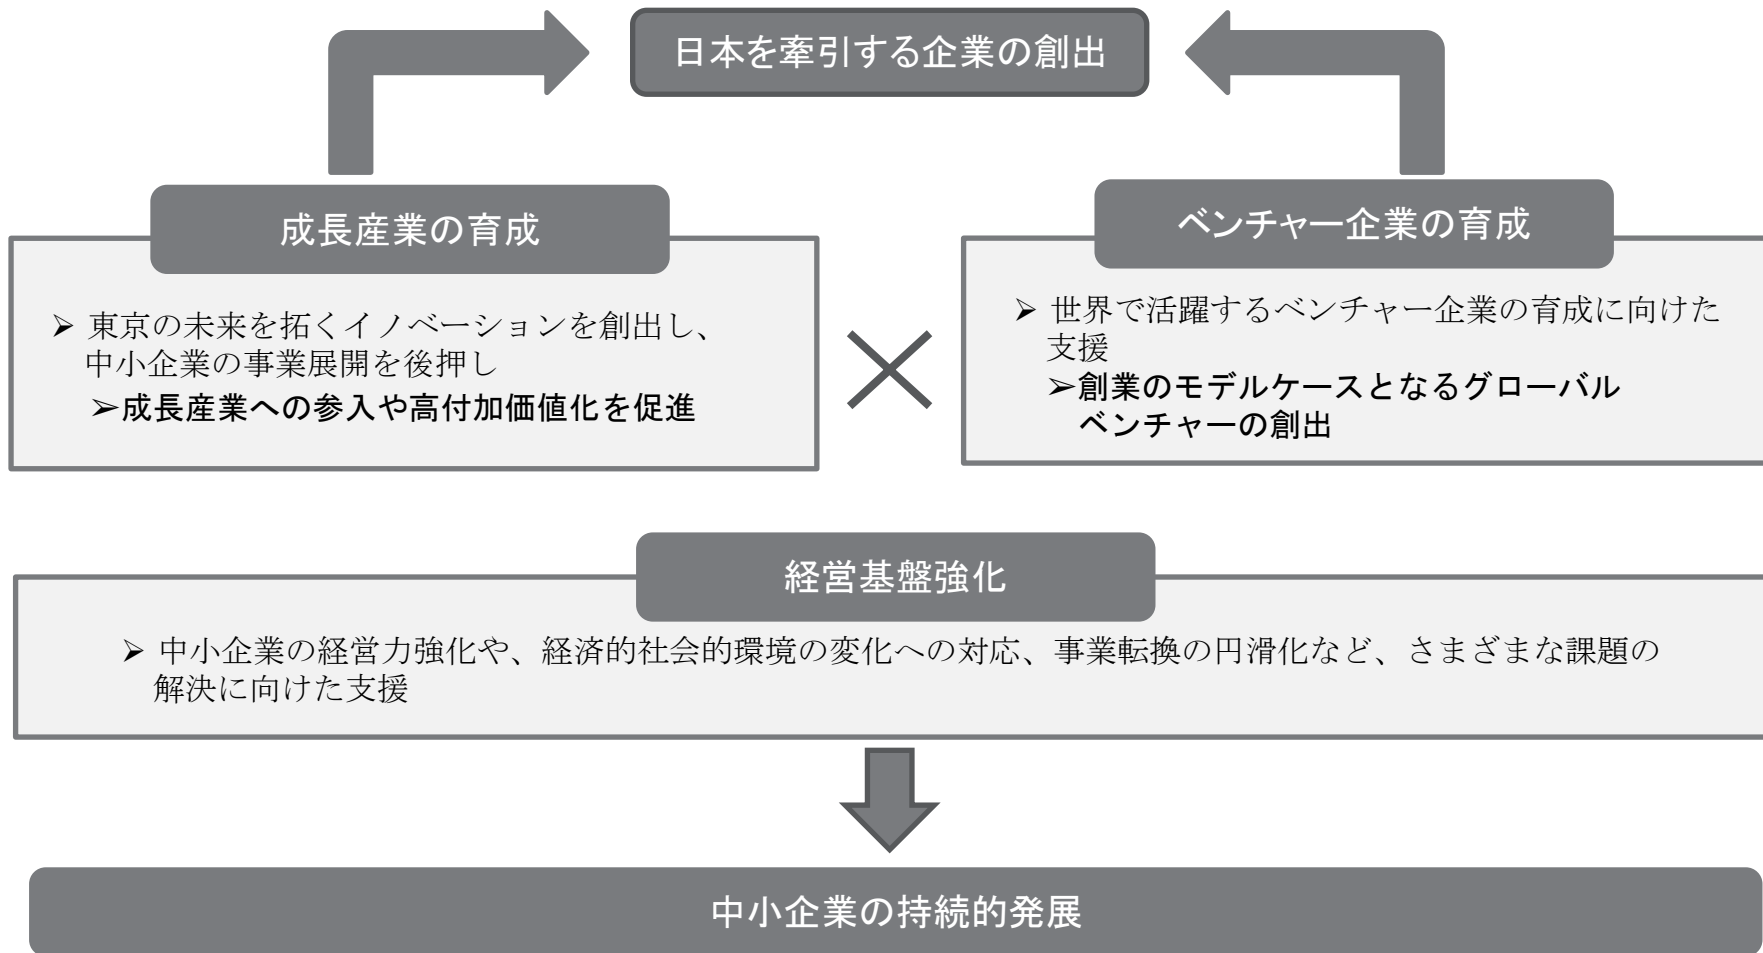 日本を牽引する企業の創出
成長産業の育成
➢ 東京の未来を拓くイノベーションを創出し、
中小企業の事業展開を後押し
➢成長産業への参入や高付加価値化を促進
ベンチャー企業の育成
➢ 世界で活躍するベンチャー企業の育成に向けた
支援
➢創業のモデルケースとなるグローバル
ベンチャーの創出
経営基盤強化
➢ 中小企業の経営力強化や、経済的社会的環境の変化への対応、事業転換の円滑化など、さまざまな課題の
解決に向けた支援
中小企業の持続的発展